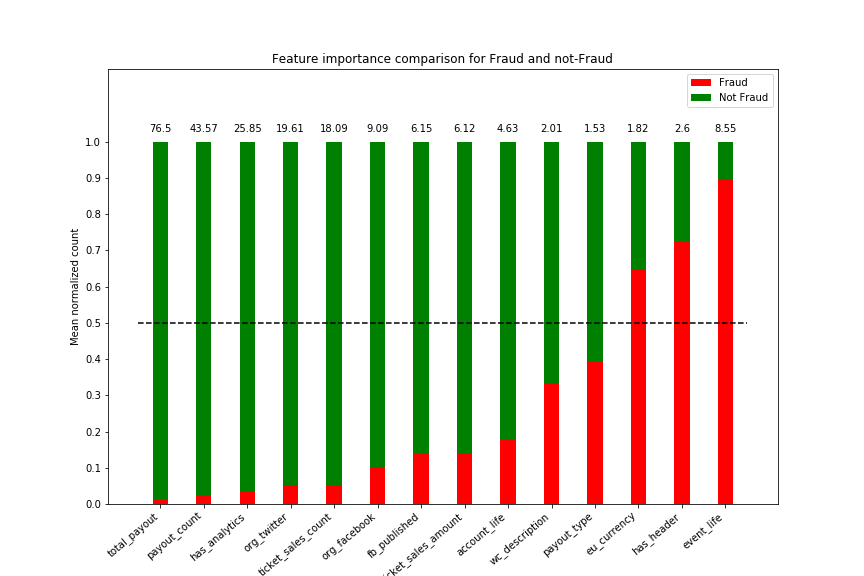 Feature importance comparison for Fraud and not-Fraud
Fraud
Not Fraud
76.5 43.57 25.85 19.61 18.09 9.09 6.15 6.12 4.63 2.01 1.53 1.82 2.6 8.55
1.0
0.9
0.8
0.7
0.6
0.5
0.4
0.3
0.2
0.1
0.0
Mean normalized count
total_payout
payout_count
has_analytics
org_twitter
ticket_sales_count
org_facebook
fb_published
ticket_sales_amount
account_life
wc_description
payout_type
eu_currency
has_header
event_life